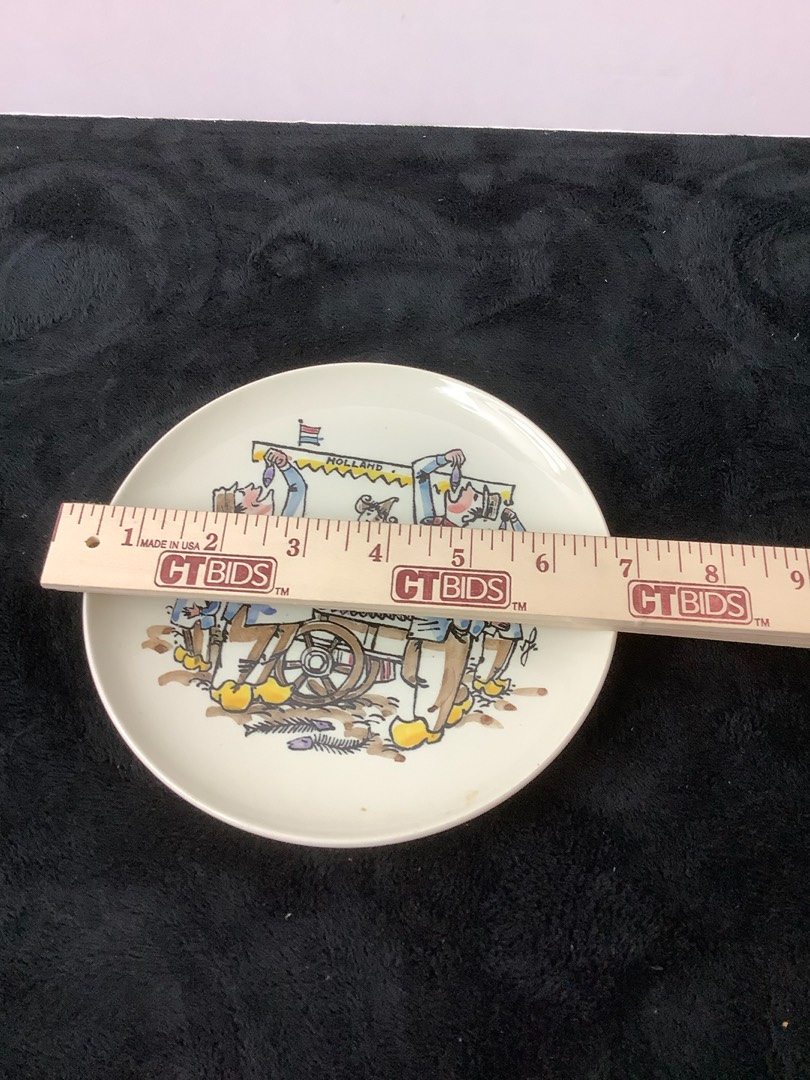 HOLLAND.
1 MADE IN USA 2 3 4 5 6 7 8 9
CTBIDS™ CTBIDS™ CTBIDS™